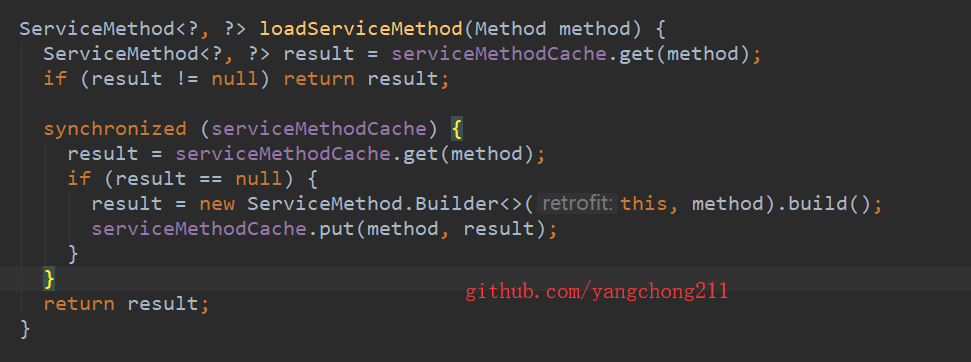 ServiceMethod<?, ?> loadServiceMethod(Method method) {
ServiceMethod<?, ?> result = serviceMethodCache.get(method);
if (result != null) return result;
synchronized (serviceMethodCache) {
result = serviceMethodCache.get(method);
if (result == null) {
result = new ServiceMethod.Builder<>( retrofit: this, method).build();
serviceMethodCache.put(method, result);
}
}
github.com/yangchong211
return result;
}